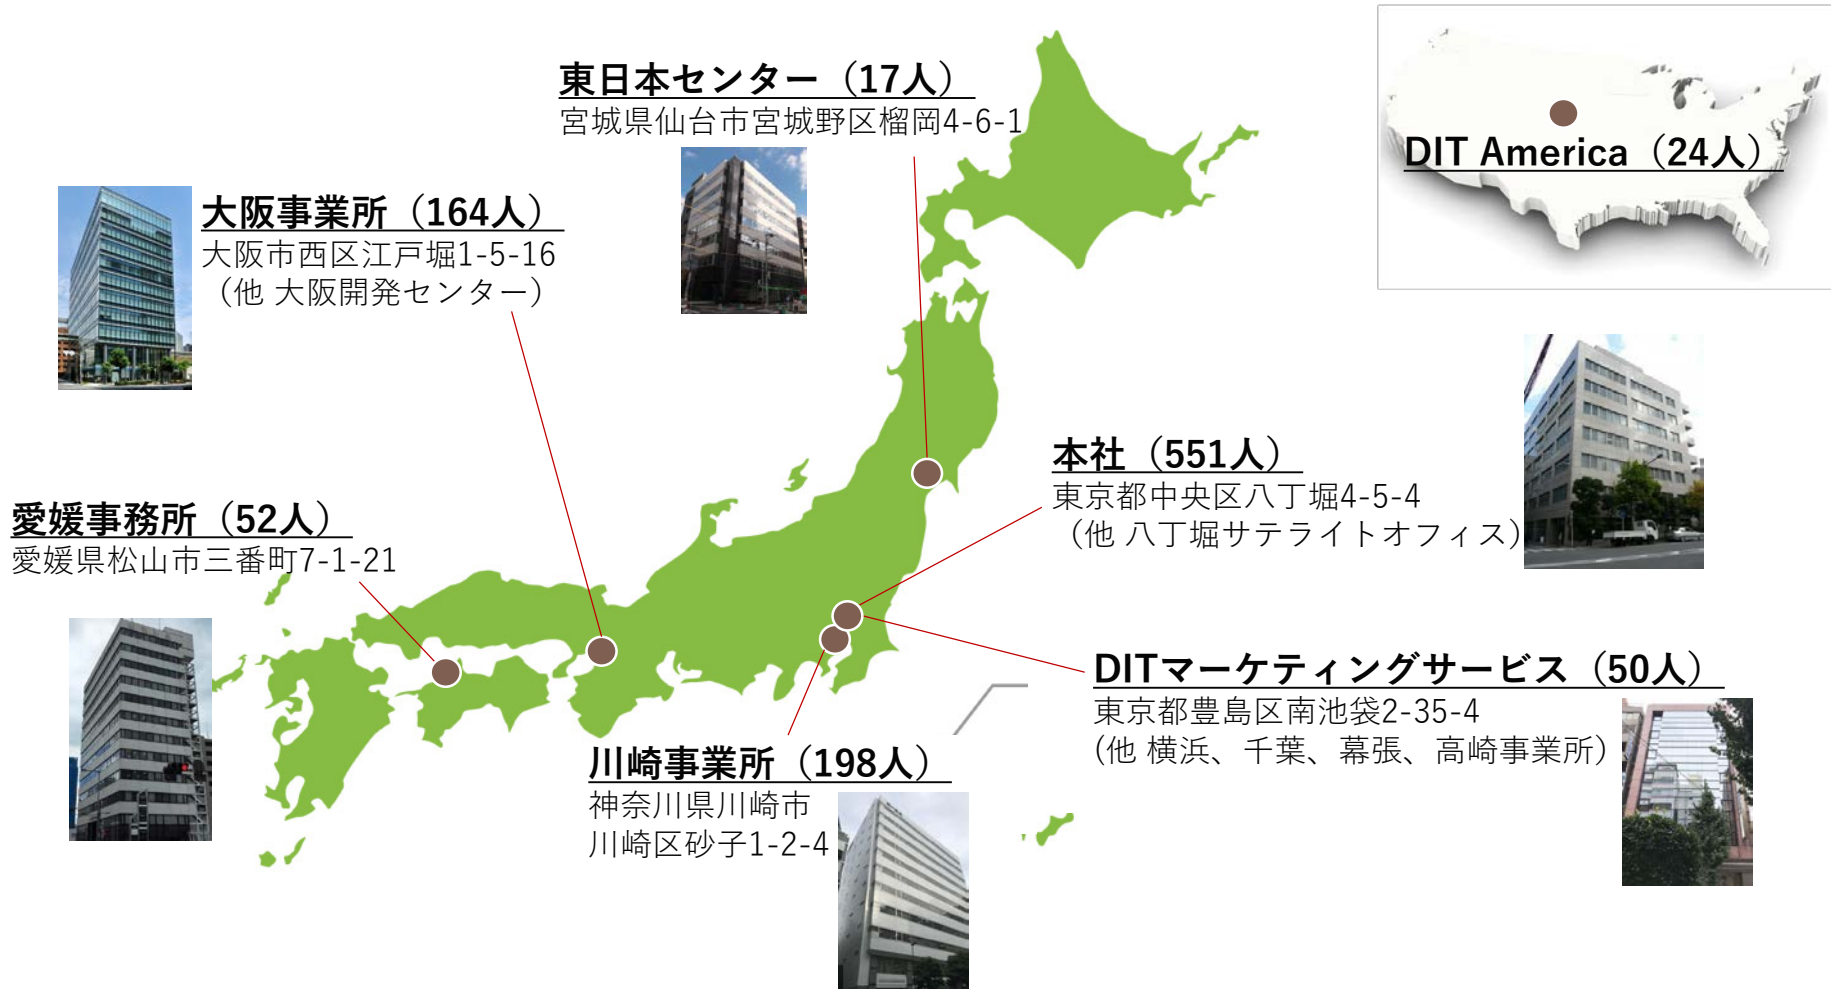 東日本センター（17人）
宮城県仙台市宮城野区榴岡4-6-1
DIT America（24人）
大阪事業所（164人）
大阪市西区江戸堀1-5-16
（他 大阪開発センター）
本社（551人）
東京都中央区八丁堀4-5-4
（他 八丁堀サテライトオフィス）
愛媛事務所（52人）
愛媛県松山市三番町7-1-21
DITマーケティングサービス（50人）
東京都豊島区南池袋2-35-4
(他 横浜、千葉、幕張、高崎事業所)
川崎事業所（198人）
神奈川県川崎市
川崎区砂子1-2-4